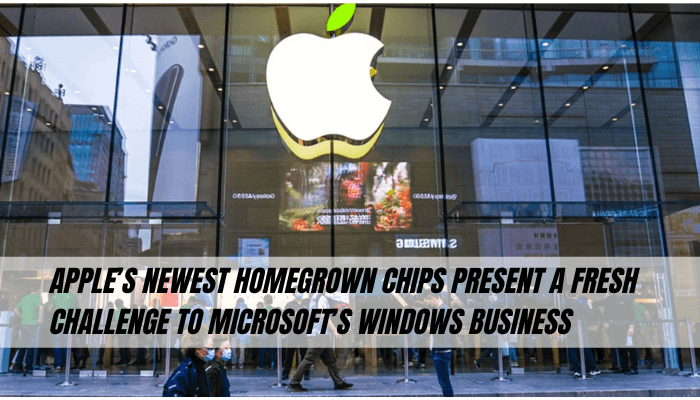 APPLE'S NEWEST HOMEGROWN CHIPS PRESENT A FRESH
CHALLENGE TO MICROSOFT'S WINDOWS BUSINESS